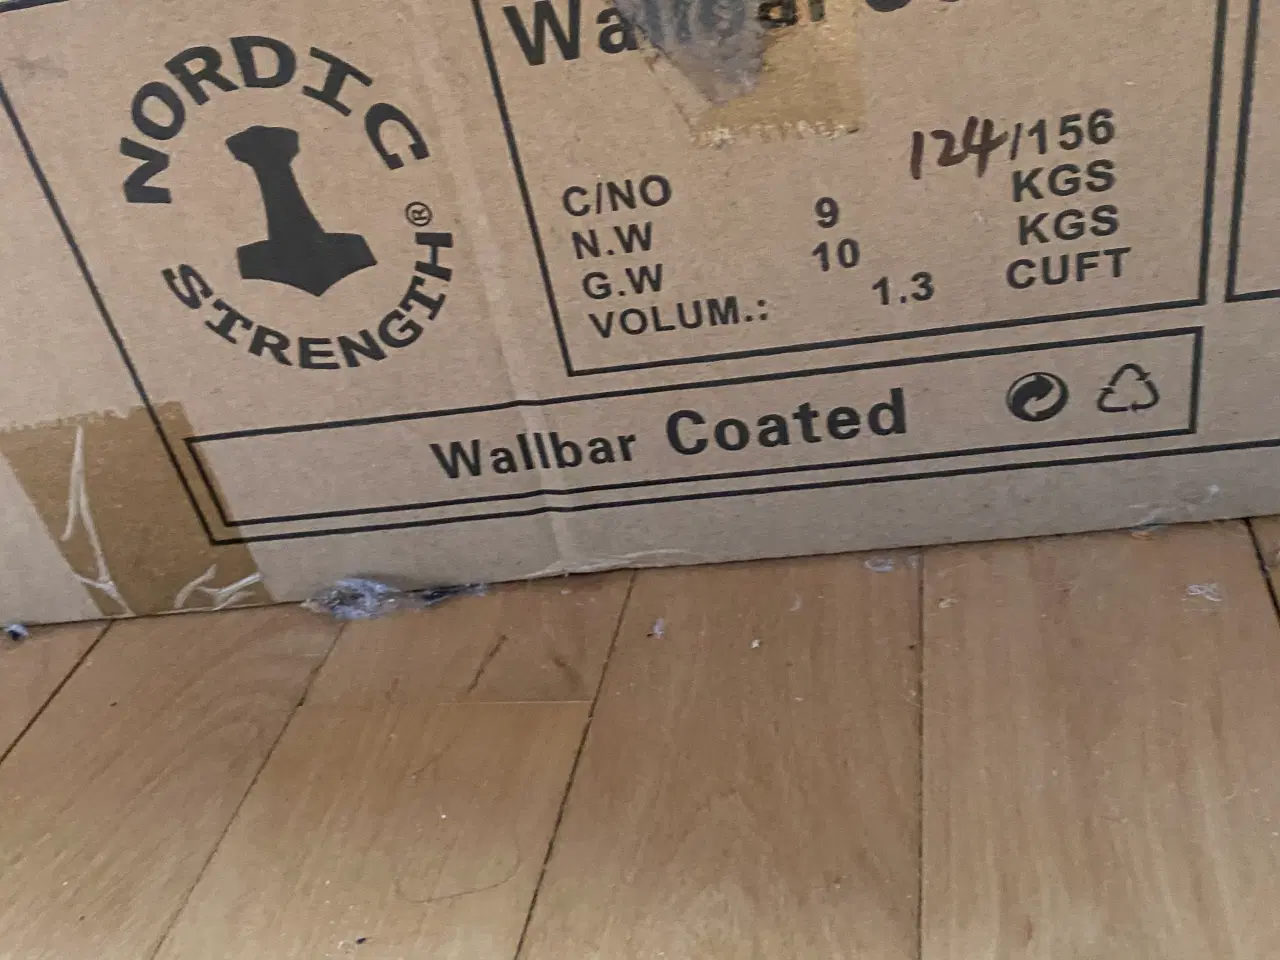 NORDIC
STRENGTH®
C/NO 124/156
N.W 9 KGS
G.W 10 KGS
VOLUM.: 1.3 CUFT
Wallbar Coated